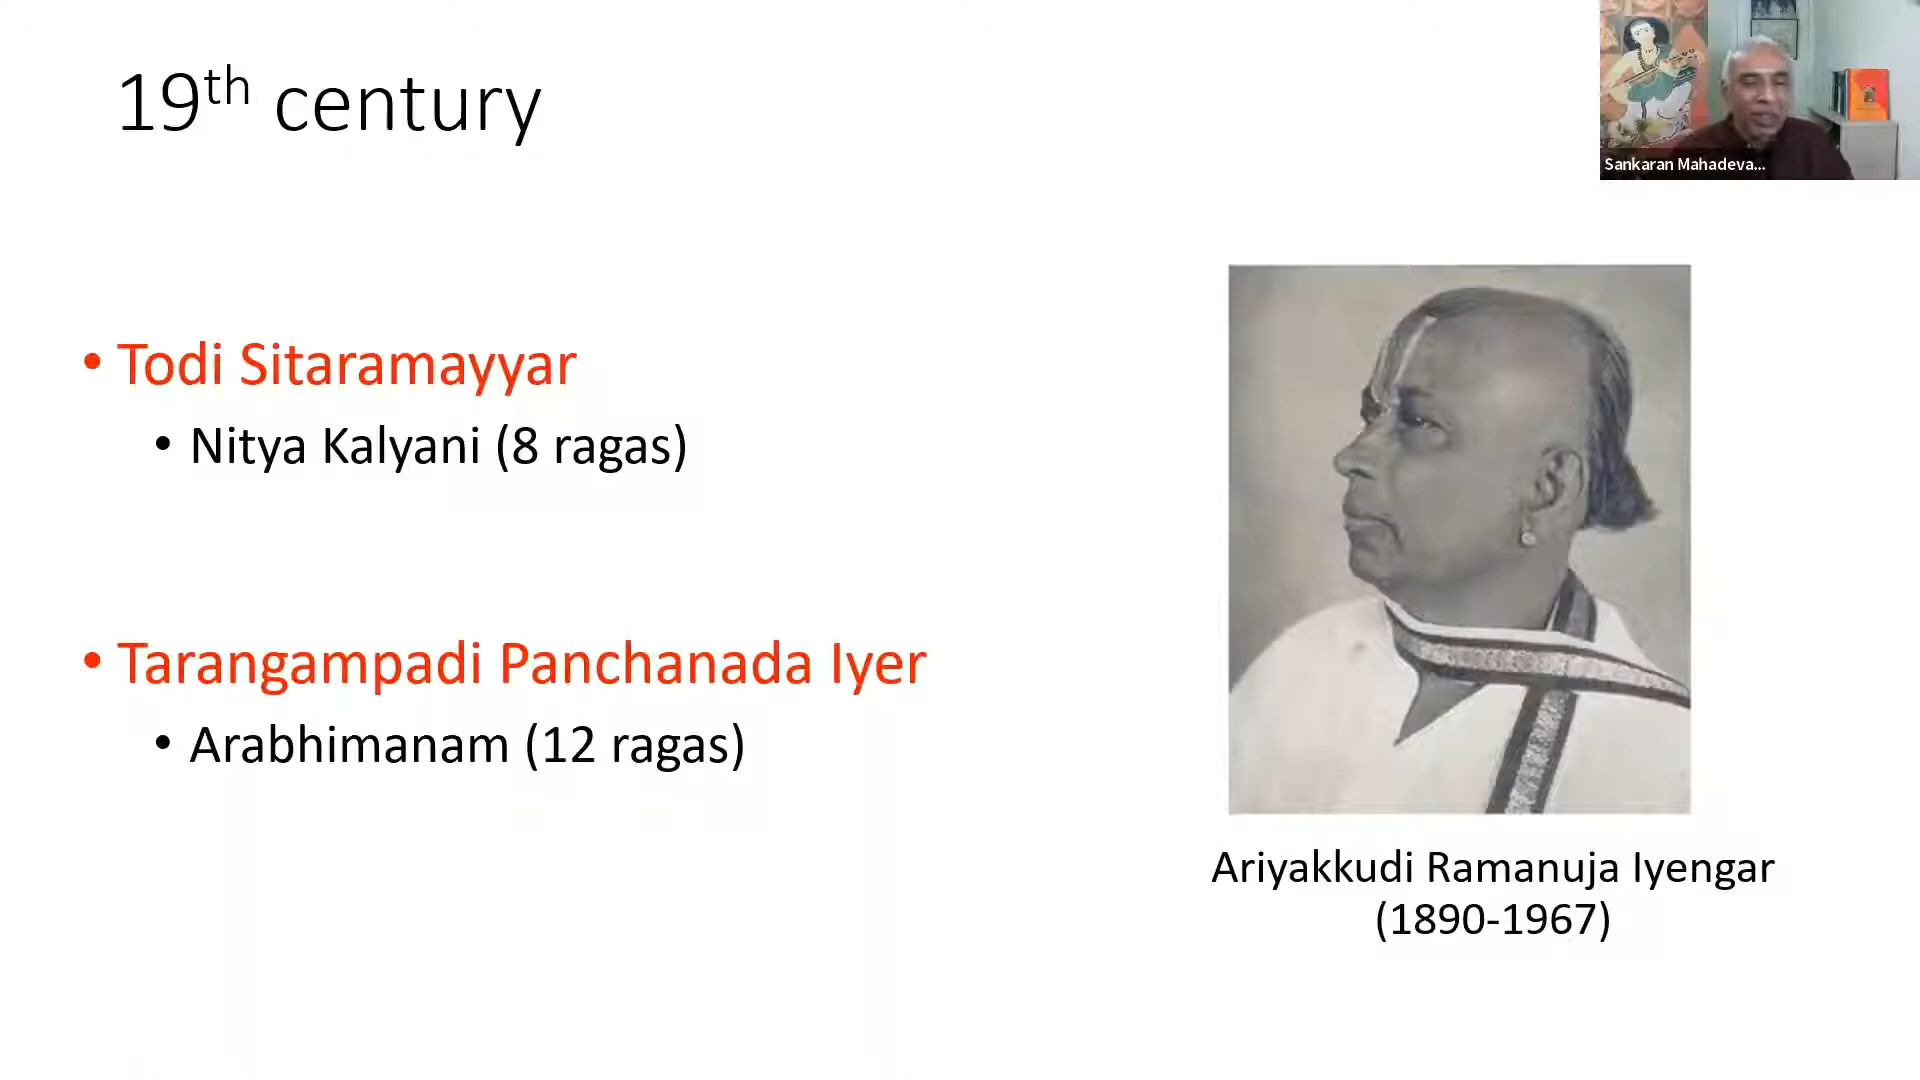 19th century
Sankaran Mahadeva...
• Todi Sitaramayyar
• Nitya Kalyani (8 ragas)
• Tarangampadi Panchanada Iyer
• Arabhimanam (12 ragas)
Ariyakkudi Ramanuja Iyengar
(1890-1967)